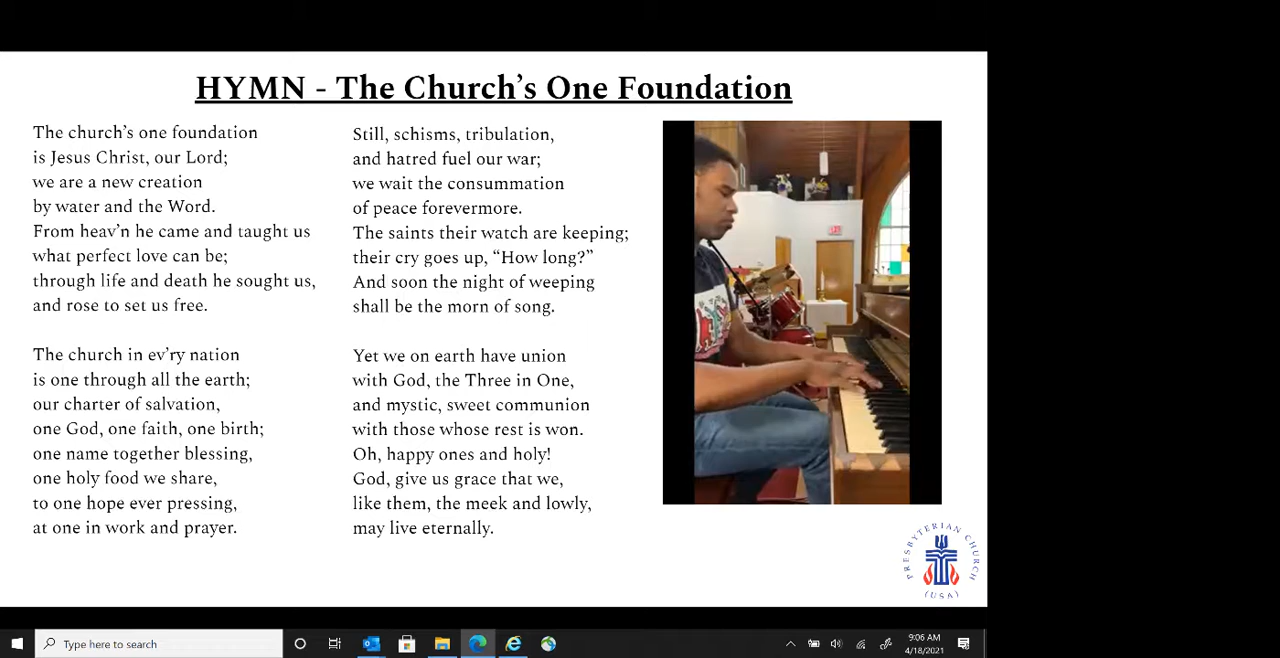 HYMN - The Church's One Foundation
The church's one foundation
is Jesus Christ, our Lord;
we are a new creation
by water and the Word.
From heav'n he came and taught us
what perfect love can be;
through life and death he sought us,
and rose to set us free.
The church in ev'ry nation
is one through all the earth;
our charter of salvation,
one God, one faith, one birth;
one name together blessing,
one holy food we share,
to one hope ever pressing,
at one in work and prayer.
Still, schisms, tribulation,
and hatred fuel our war;
we wait the consummation
of peace forevermore.
The saints their watch are keeping;
their cry goes up, “How long?”
And soon the night of weeping
shall be the morn of song.
Yet we on earth have union
with God, the Three in One,
and mystic, sweet communion
with those whose rest is won.
Oh, happy ones and holy!
God, give us grace that we,
like them, the meek and lowly,
may live eternally.
PRESBYTERIAN CHURCH
(USA)
Type here to search
9:06 AM
4/18/2021